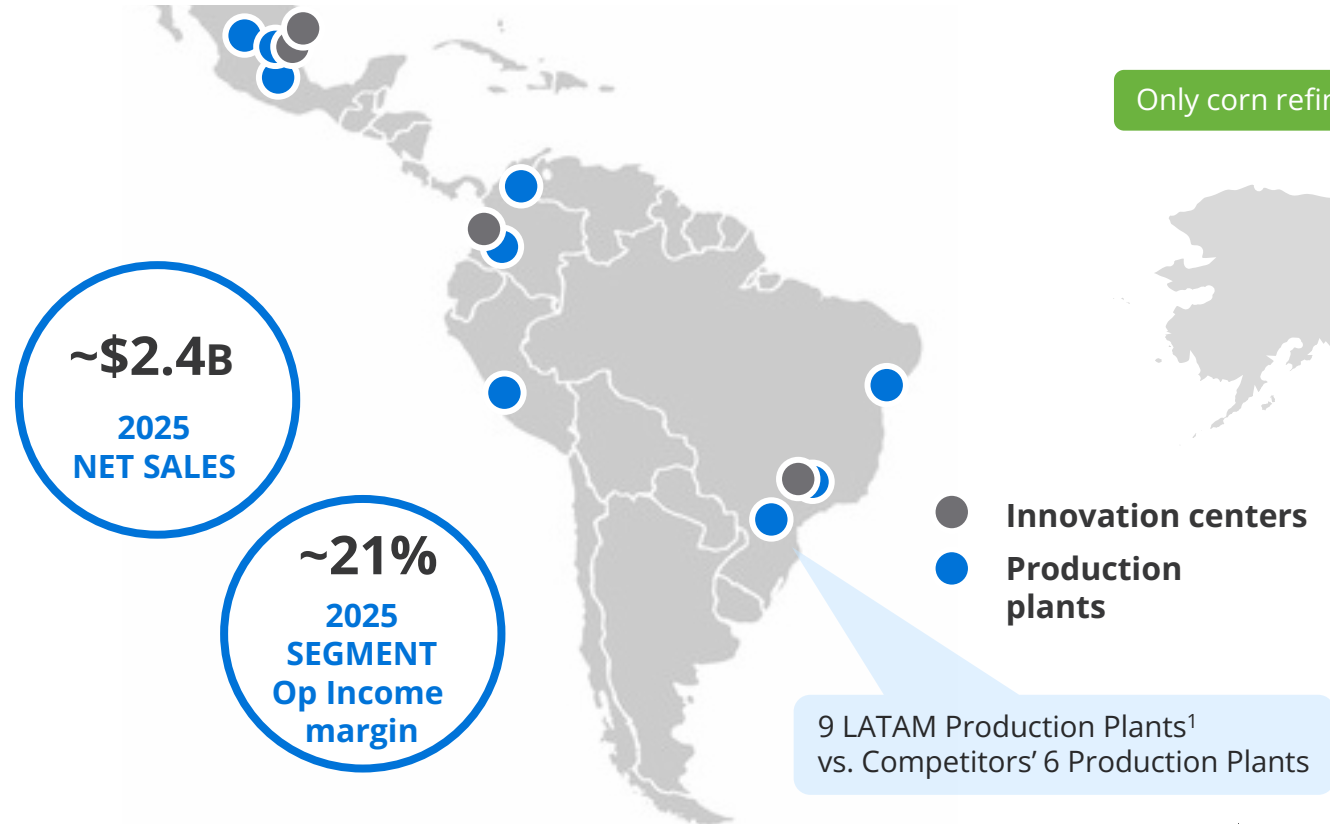 Only corn refin
~$2.4B
2025
NET SALES
~21%
2025
SEGMENT
Op Income
margin
Innovation centers
Production
plants
9 LATAM Production Plants¹
vs. Competitors’ 6 Production Plants